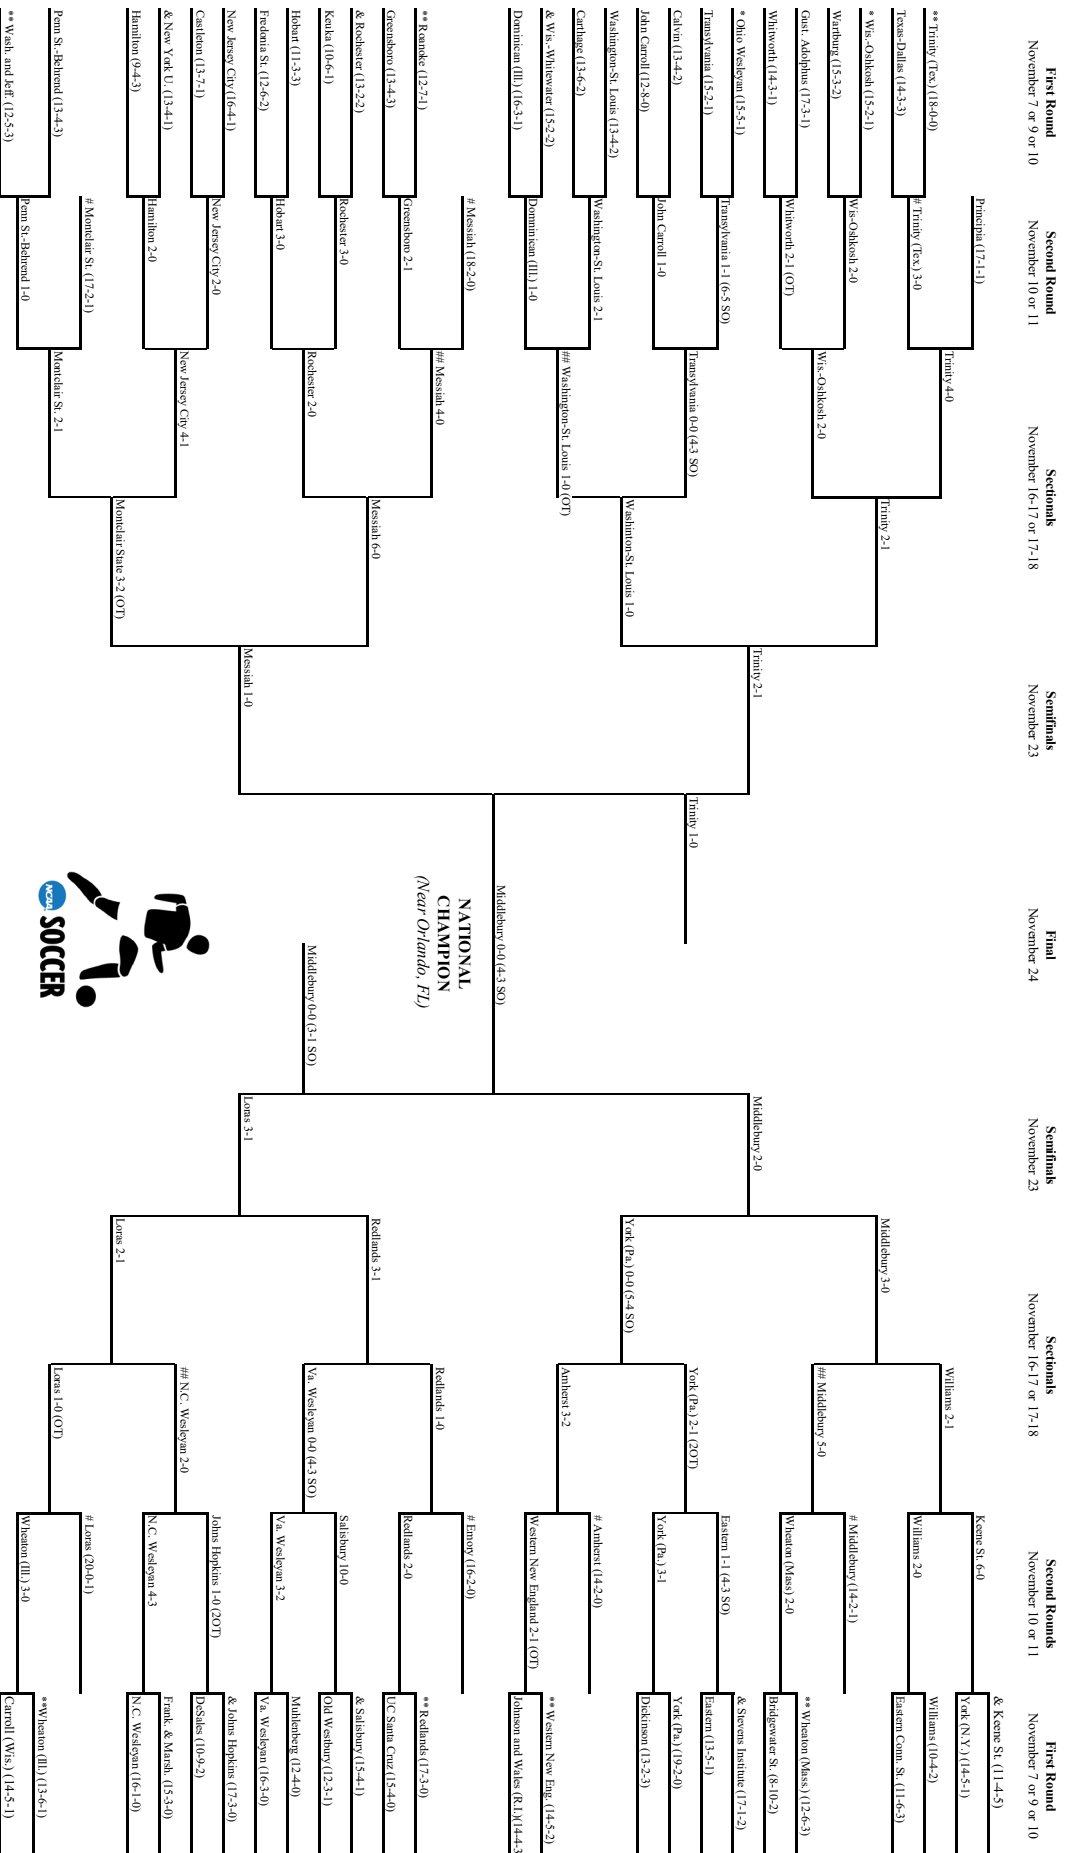 First Round
November 7 or 9 or 10
Second Round
November 10 or 11
Sectionals
November 16-17 or 17-18
Semifinals
November 23
Final
November 24
Semifinals
November 23
Sectionals
November 16-17 or 17-18
Second Rounds
November 10 or 11
First Round
November 7 or 9 or 10
** Trinity (Tex.) (18-0-0)
Texas-Dallas (14-3-3)
* Wis.-Oshkosh (15-2-1)
Wartburg (15-3-2)
Gust. Adolphus (17-3-1)
Whitworth (14-3-1)
* Ohio Wesleyan (15-5-1)
Transylvania (15-2-1)
Calvin (13-4-2)
John Carroll (12-8-0)
Washington-St. Louis (13-4-2)
Carthage (13-6-2)
& Wis.-Whitewater (15-2-2)
Dominican (Ill.) (16-3-1)
** Roanoke (12-7-1)
Greensboro (13-4-3)
& Rochester (13-2-2)
Keuka (10-6-1)
Hobart (11-3-3)
Fredonia St. (12-6-2)
New Jersey City (16-4-1)
Castleton (13-7-1)
& New York U. (13-4-1)
Hamilton (9-4-3)
Penn St.-Behrend (13-4-3)
** Wash. and Jeff. (12-5-3)
Principia (17-1-1)
# Trinity (Tex.) 3-0
Wis-Oshkosh 2-0
Whitworth 2-1 (OT)
Transylvania 1-1 (6-5 SO)
John Carroll 1-0
Washington-St. Louis 2-1
Domninican (Ill.) 1-0
# Messiah (18-2-0)
Greensboro 2-1
Rochester 3-0
Hobart 3-0
New Jersey City 2-0
Hamilton 2-0
# Montclair St. (17-2-1)
Penn St.-Behrend 1-0
Trinity 4-0
Wis.-Oshkosh 2-0
Transylvania 0-0 (4-3 SO)
## Washington-St. Louis 1-0 (OT)
## Messiah 4-0
Rochester 2-0
New Jersey City 4-1
Montclair St. 2-1
Trinity 2-1
Washinton-St. Louis 1-0
Messiah 6-0
Montclair State 3-2 (OT)
Trinity 2-1
Messiah 1-0
Trinity 1-0
Middlebury 0-0 (4-3 SO)
NATIONAL
CHAMPION
(Near Orlando, FL)
NCAA
SOCCER
Middlebury 0-0 (3-1 SO)
Middlebury 2-0
Loras 3-1
Middlebury 3-0
York (Pa.) 0-0 (5-4 SO)
Redlands 3-1
Loras 2-1
Williams 2-1
## Middlebury 5-0
York (Pa.) 2-1 (2OT)
Amherst 3-2
Redlands 1-0
Va. Wesleyan 0-0 (4-3 SO)
## N.C. Wesleyan 2-0
Loras 1-0 (OT)
Keene St. 6-0
Williams 2-0
# Middlebury (14-2-1)
Wheaton (Mass) 2-0
Eastern 1-1 (4-3 SO)
York (Pa.) 3-1
# Amherst (14-2-0)
Western New England 2-1 (OT)
# Emory (16-2-0)
Redlands 2-0
Salisbury 10-0
Va. Wesleyan 3-2
Johns Hopkins 1-0 (2OT)
N.C. Wesleyan 4-3
# Loras (20-0-1)
Wheaton (Ill.) 3-0
& Keene St. (11-4-5)
York (N.Y.) (14-5-1)
Williams (10-4-2)
Eastern Conn. St. (11-6-3)
** Wheaton (Mass.) (12-6-3)
Bridgewater St. (8-10-2)
& Stevens Institute (17-1-2)
Eastern (13-5-1)
York (Pa.) (19-2-0)
Dickinson (13-2-3)
** Western New Eng. (14-5-2)
Johnson and Wales (R.I.)(14-4-3
** Redlands (17-3-0)
UC Santa Cruz (15-4-0)
& Salisbury (15-4-1)
Old Westbury (12-3-1)
Muhlenberg (12-4-0)
Va. Wesleyan (16-3-0)
& Johns Hopkins (17-3-0)
DeSales (10-9-2)
Frank. & Marsh. (15-3-0)
N.C. Wesleyan (16-1-0)
**Wheaton (Ill.) (13-6-1)
Carroll (Wis.) (14-5-1)